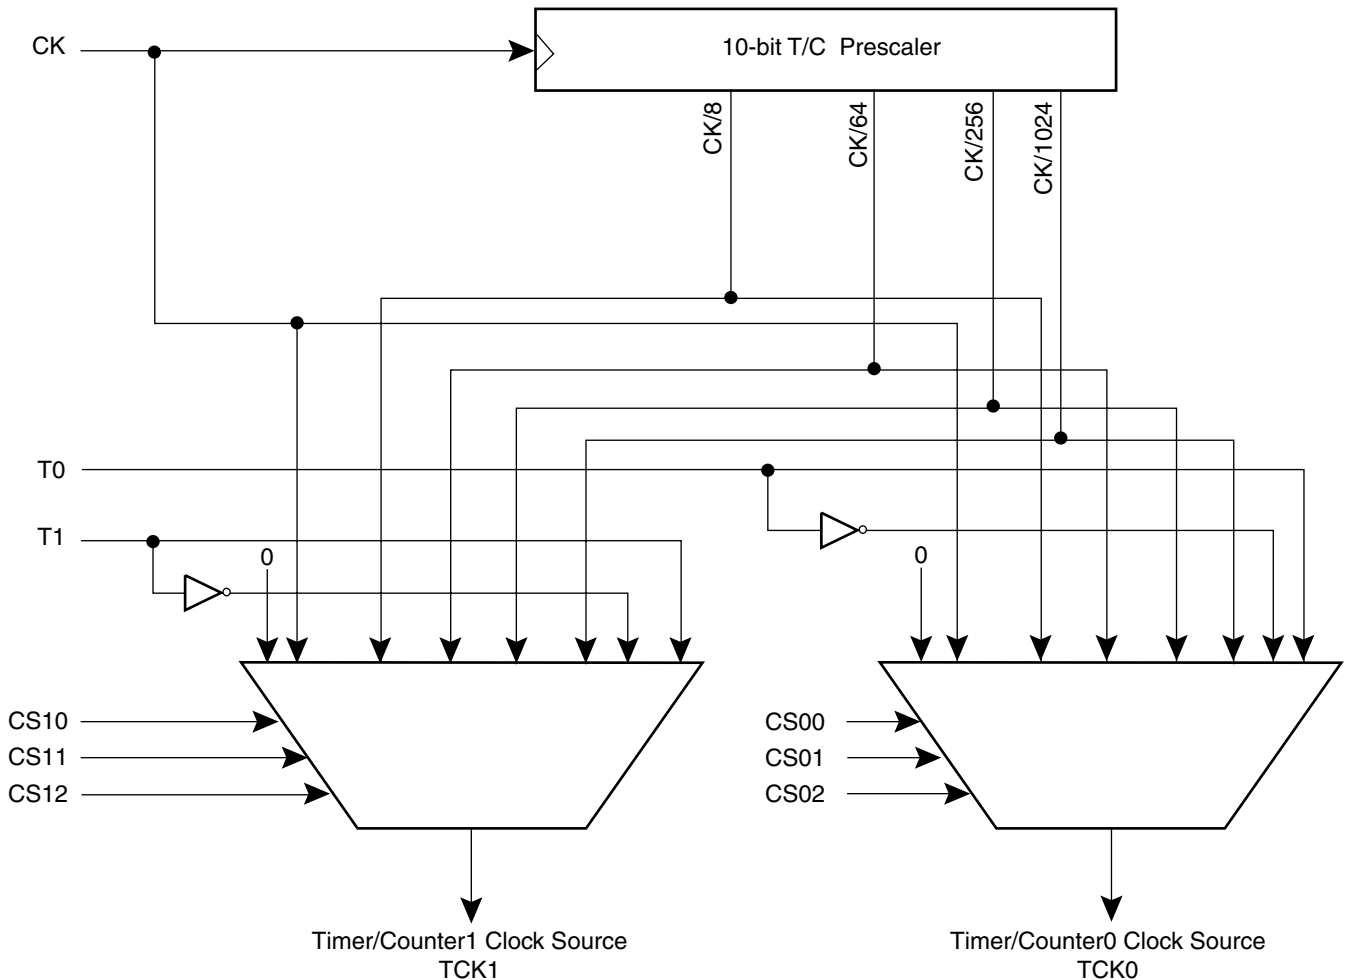 CK
10-bit T/C Prescaler
CK/8
CK/64
CK/256
CK/1024
T0
T1
0
0
CS10
CS11
CS12
CS00
CS01
CS02
Timer/Counter1 Clock Source
TCK1
Timer/Counter0 Clock Source
TCK0